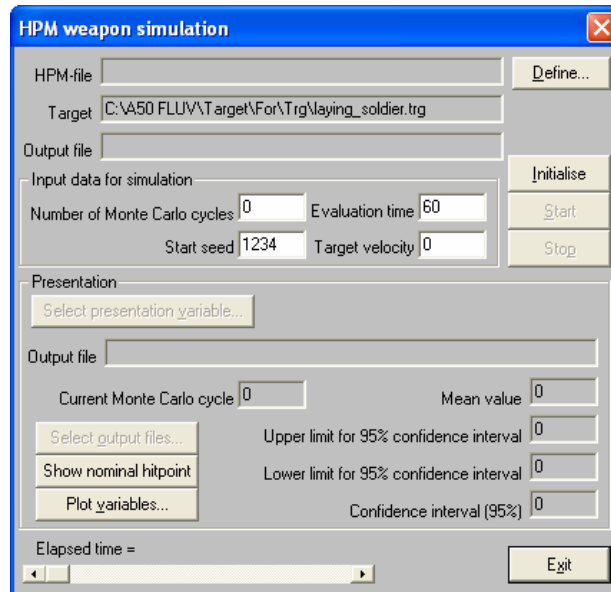 HPM weapon simulation
HPM-file
Define...
Target C:\A50 FLUV\Target\For\Trg\laying_soldier.trg
Output file
Input data for simulation
Initialise
Number of Monte Carlo cycles 0 Evaluation time 60
Start
Start seed 1234 Target velocity 0
Stop
Presentation
Select presentation variable...
Output file
Current Monte Carlo cycle 0 Mean value 0
Select output files... Upper limit for 95% confidence interval 0
Show nominal hitpoint Lower limit for 95% confidence interval 0
Plot variables... Confidence interval (95%) 0
Elapsed time =
Exit